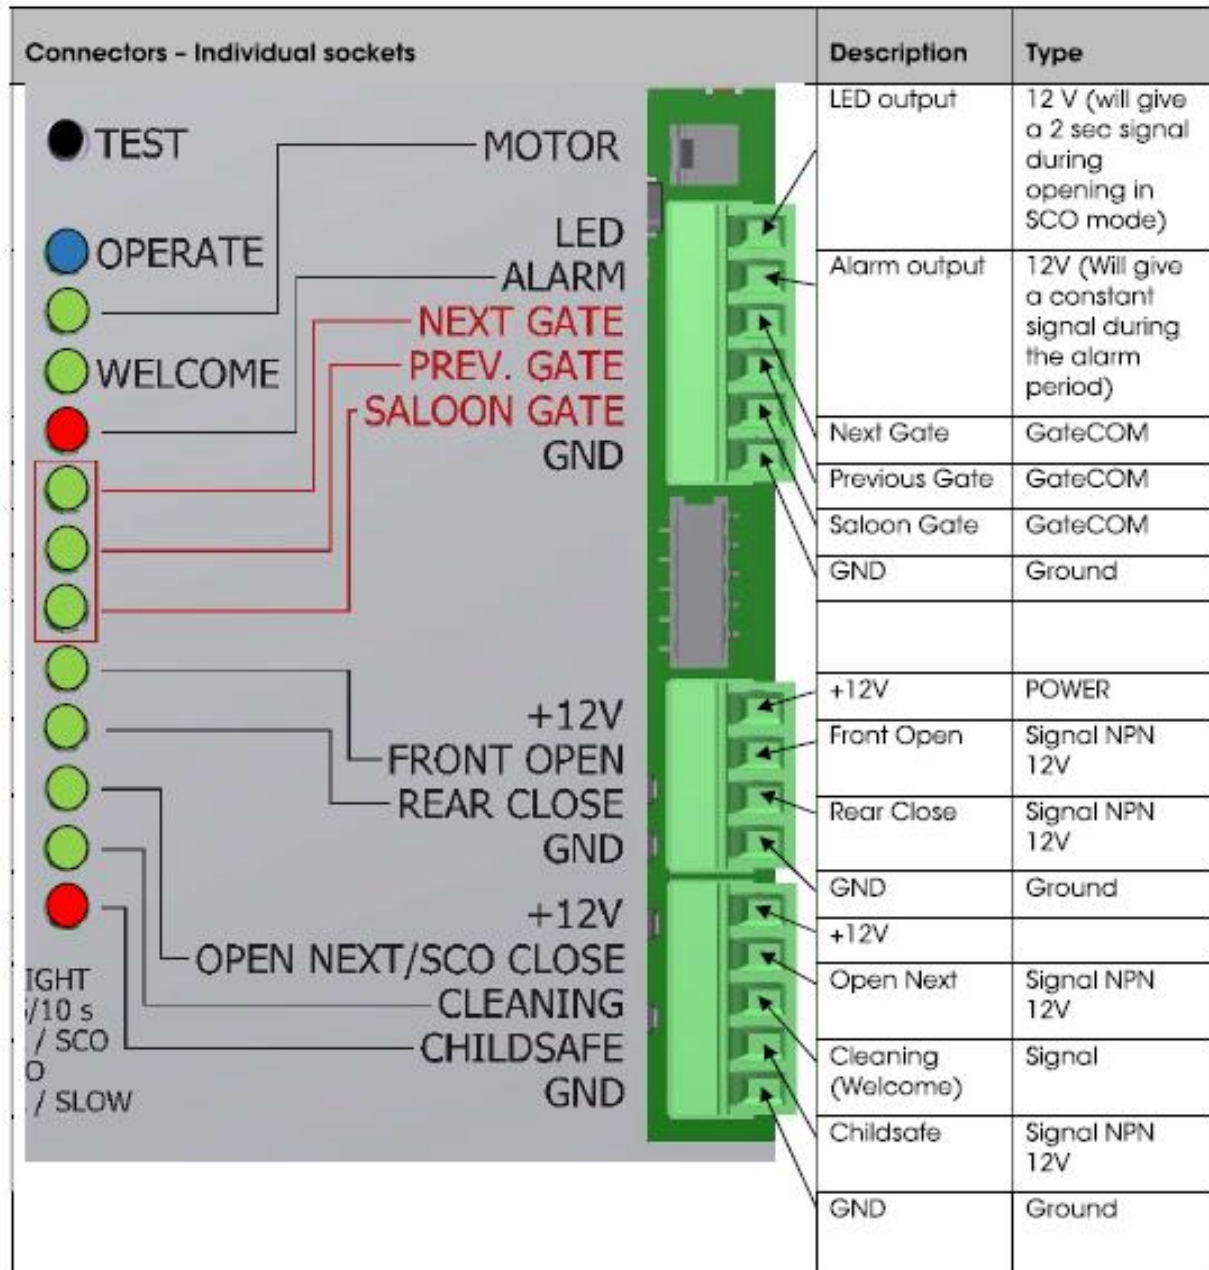 Connectors – Individual sockets
Description
Type
TEST
MOTOR
OPERATE
LED
ALARM
WELCOME
NEXT GATE
PREV. GATE
SALOON GATE
GND
+12V
FRONT OPEN
REAR CLOSE
GND
+12V
OPEN NEXT/SCO CLOSE
CLEANING
CHILDSAFE
GND
IGHT
/10 s
/ SCO
O
/ SLOW
LED output
12 V (will give
a 2 sec signal
during
opening in
SCO mode)
Alarm output
12V (Will give
a constant
signal during
the alarm
period)
Next Gate
GateCOM
Previous Gate
GateCOM
Saloon Gate
GateCOM
GND
Ground
+12V
POWER
Front Open
Signal NPN
12V
Rear Close
Signal NPN
12V
GND
Ground
+12V
Open Next
Signal NPN
12V
Cleaning
(Welcome)
Signal
Childsafe
Signal NPN
12V
GND
Ground